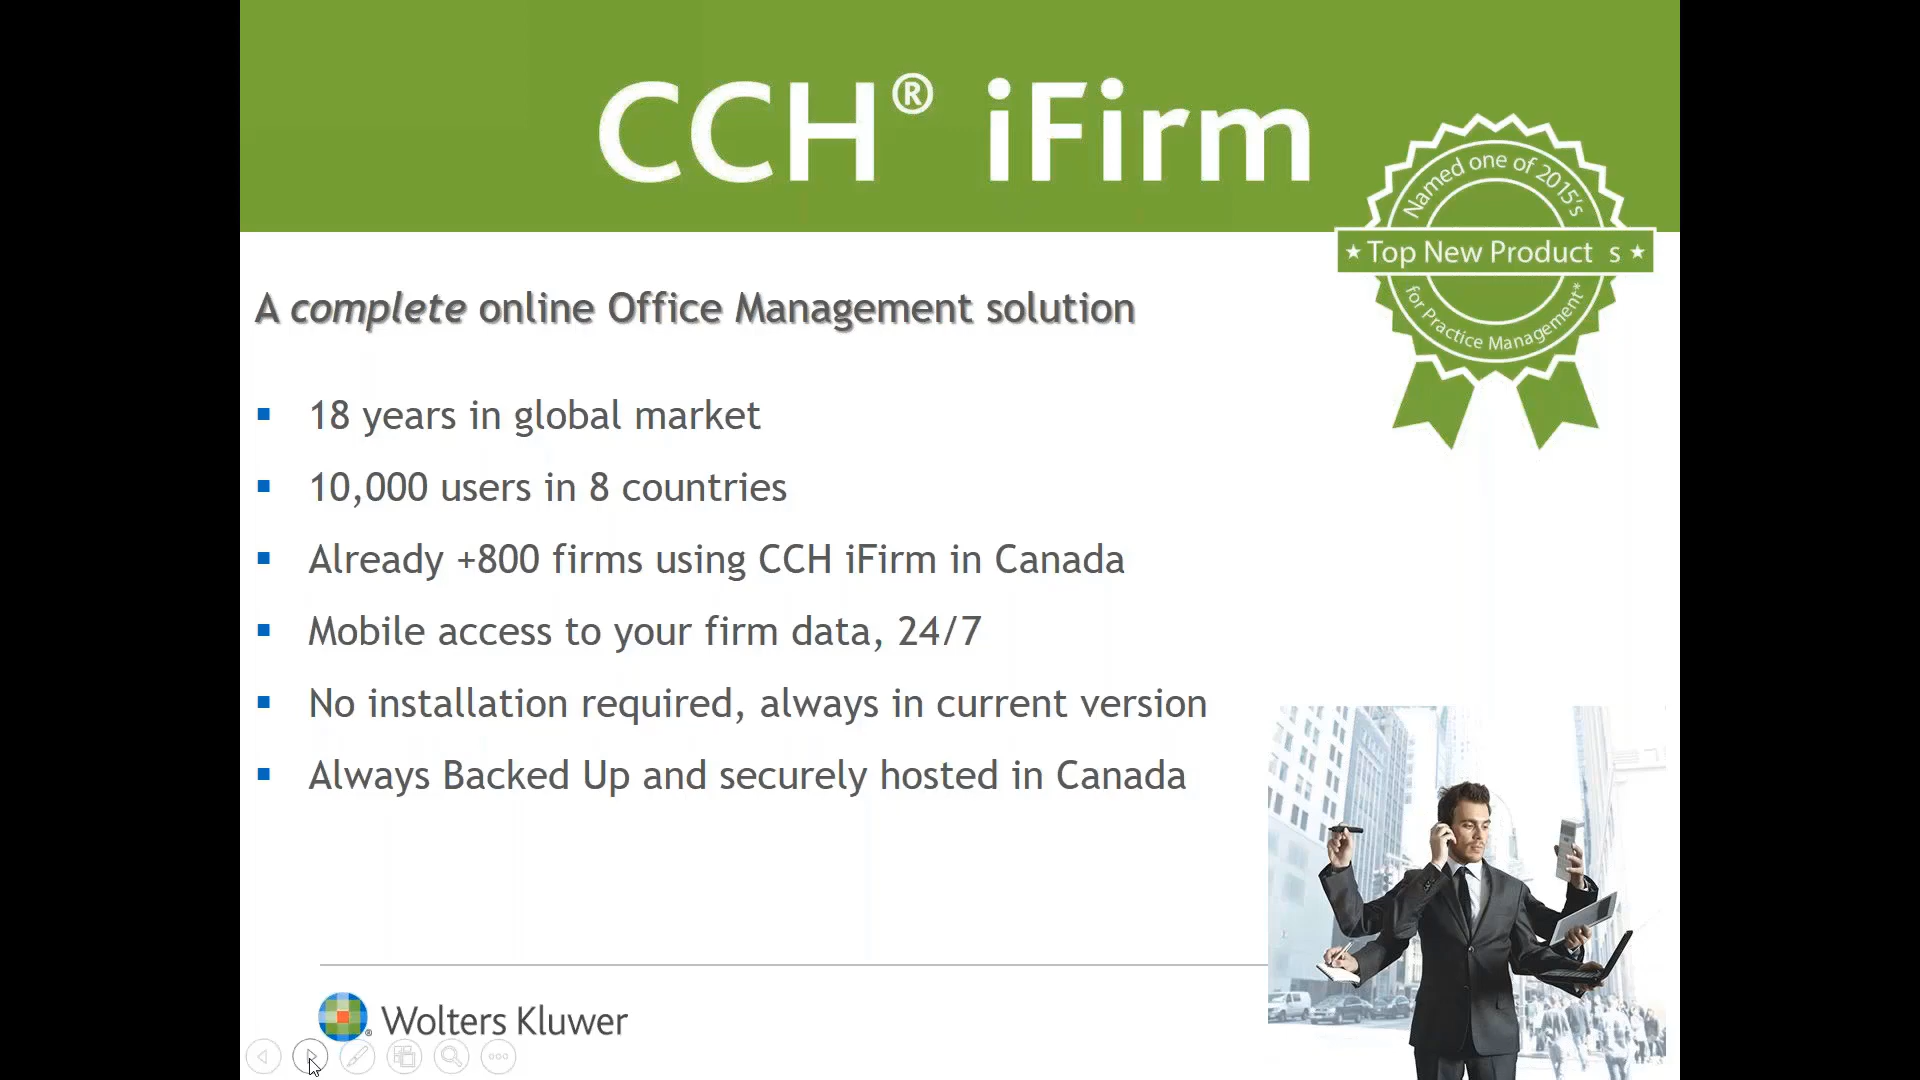 CCH® iFirm
Named one of 2015's
Top New Product s
for Practice Management*
A complete online Office Management solution
18 years in global market
10,000 users in 8 countries
Already +800 firms using CCH iFirm in Canada
Mobile access to your firm data, 24/7
No installation required, always in current version
Always Backed Up and securely hosted in Canada
Wolters Kluwer